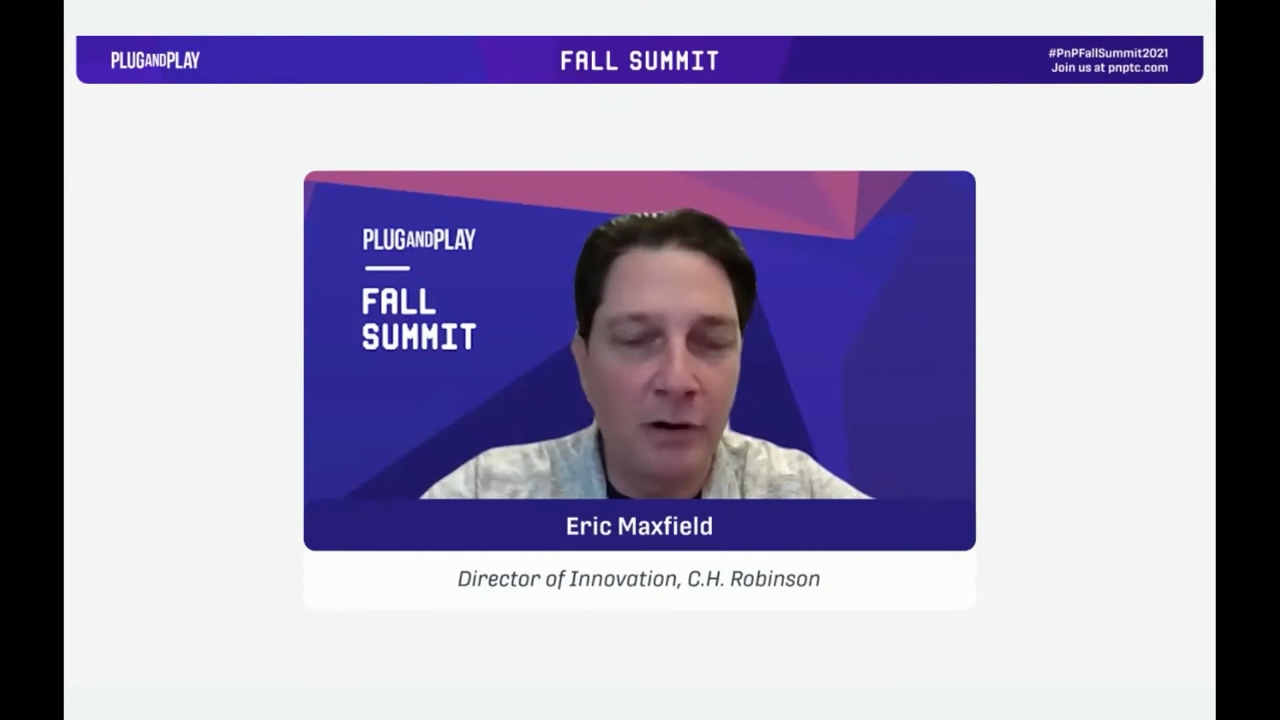 PLUGANDPLAY
FALL SUMMIT
#PnPFallSummit2021
Join us at pnptc.com
PLUGANDPLAY
FALL
SUMMIT
Eric Maxfield
Director of Innovation, C.H. Robinson